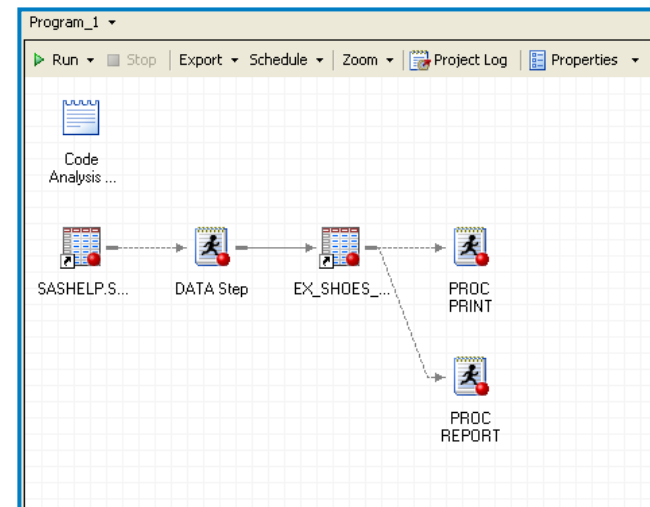 Program_1
Run Stop Export Schedule Zoom Project Log Properties
Code
Analysis ...
SASHELP.S... DATA Step EX_SHOES_... PROC
PRINT
PROC
REPORT